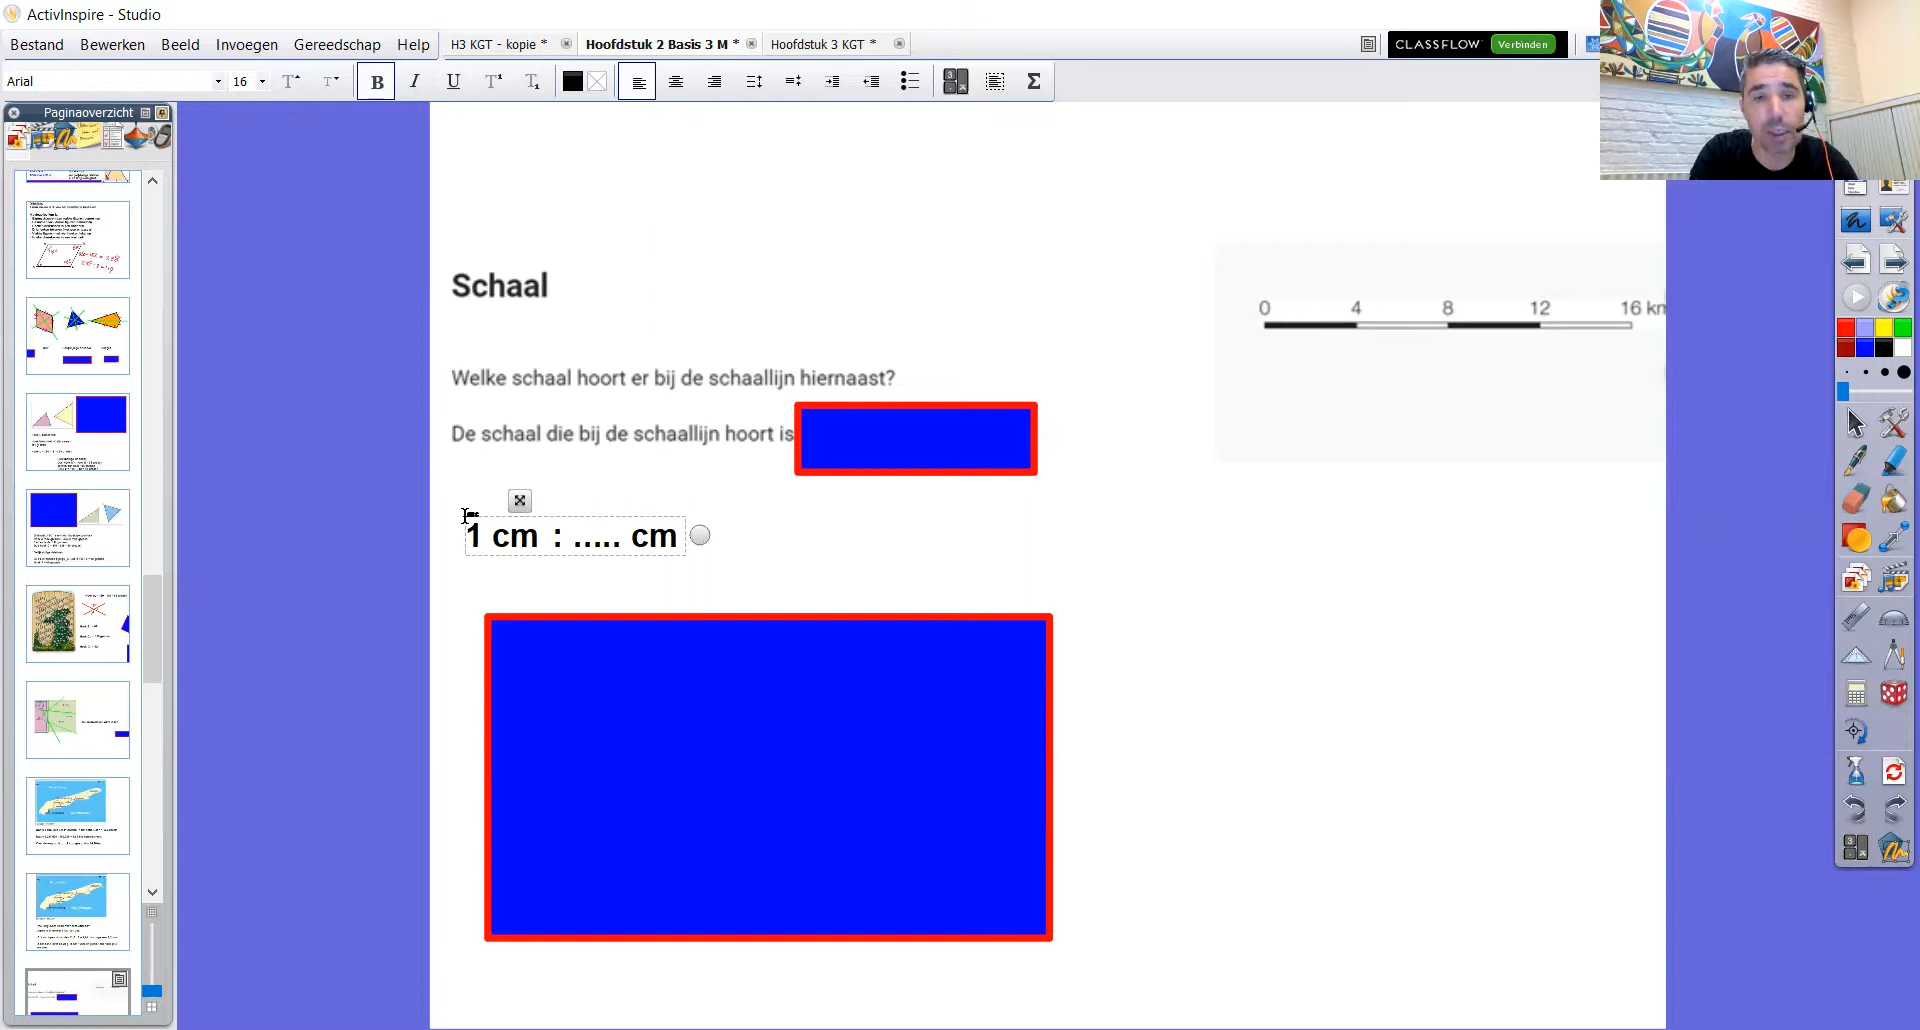 ActivInspire - Studio
Bestand Bewerken Beeld Invoegen Gereedschap Help
H3 KGT - kopie * Hoofdstuk 2 Basis 3 M * Hoofdstuk 3 KGT *
CLASSFLOW Verbinden
Arial 16
Paginaoverzicht
Schaal
0 4 8 12 16 km
Welke schaal hoort er bij de schaallijn hiernaast?
De schaal die bij de schaallijn hoort is
1 cm : ..... cm